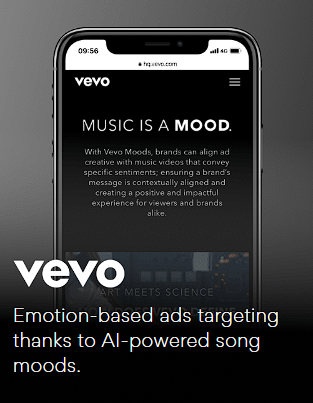 09:56
4G
hq.vevo.com
vevo
MUSIC IS A MOOD.
With Vevo Moods, brands can align ad
creative with music videos that convey
specific sentiments; ensuring a brand's
message is contextually aligned and
creating a positive and impactful
experience for viewers and brands
alike.
ART MEETS SCIENCE
vevo
Emotion-based ads targeting
thanks to AI-powered song
moods.